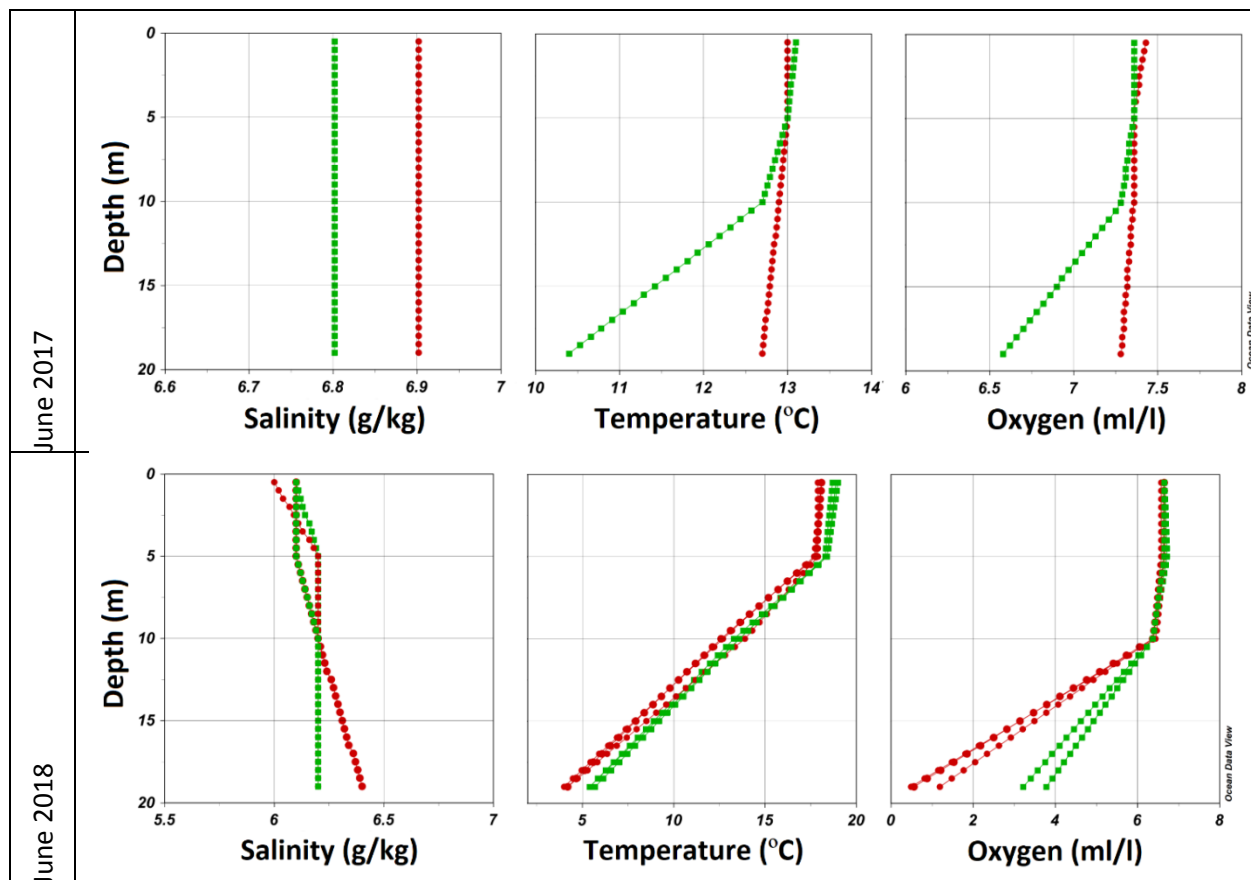 June 2017
Depth (m)
0
5
10
15
20
6.6 6.7 6.8 6.9 7
Salinity (g/kg)
10 11 12 13 14
Temperature (°C)
6 6.5 7 7.5 8
Oxygen (ml/l)
Ocean Data View
June 2018
Depth (m)
0
5
10
15
20
5.5 6 6.5 7
Salinity (g/kg)
5 10 15 20
Temperature (°C)
0 2 4 6 8
Oxygen (ml/l)
Ocean Data View